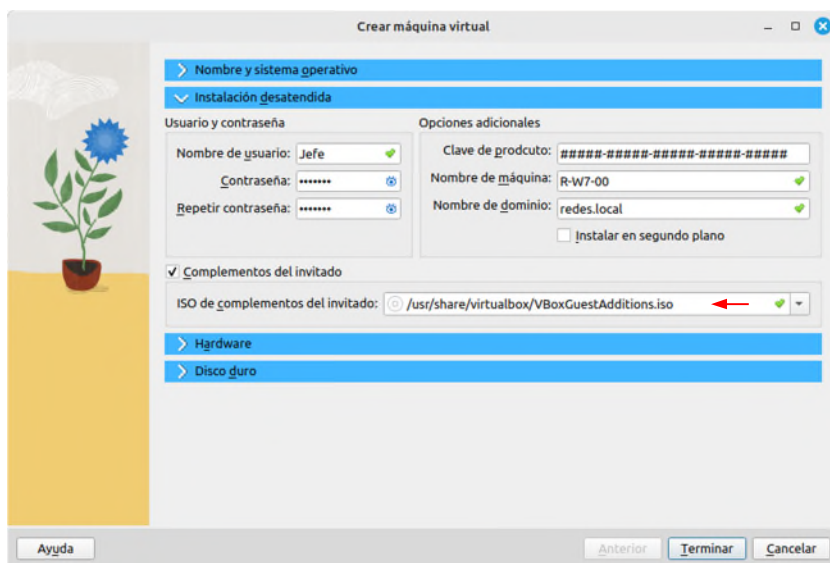 Crear máquina virtual
Nombre y sistema operativo
Instalación desatendida
Usuario y contraseña
Nombre de usuario: Jefe
Contraseña: •••••••
Repetir contraseña: •••••••
Opciones adicionales
Clave de prodcuto: #####-#####-#####-#####-#####
Nombre de máquina: R-W7-00
Nombre de dominio: redes.local
Instalar en segundo plano
Complementos del invitado
ISO de complementos del invitado: /usr/share/virtualbox/VBoxGuestAdditions.iso
Hardware
Disco duro
Ayuda
Anterior
Terminar
Cancelar